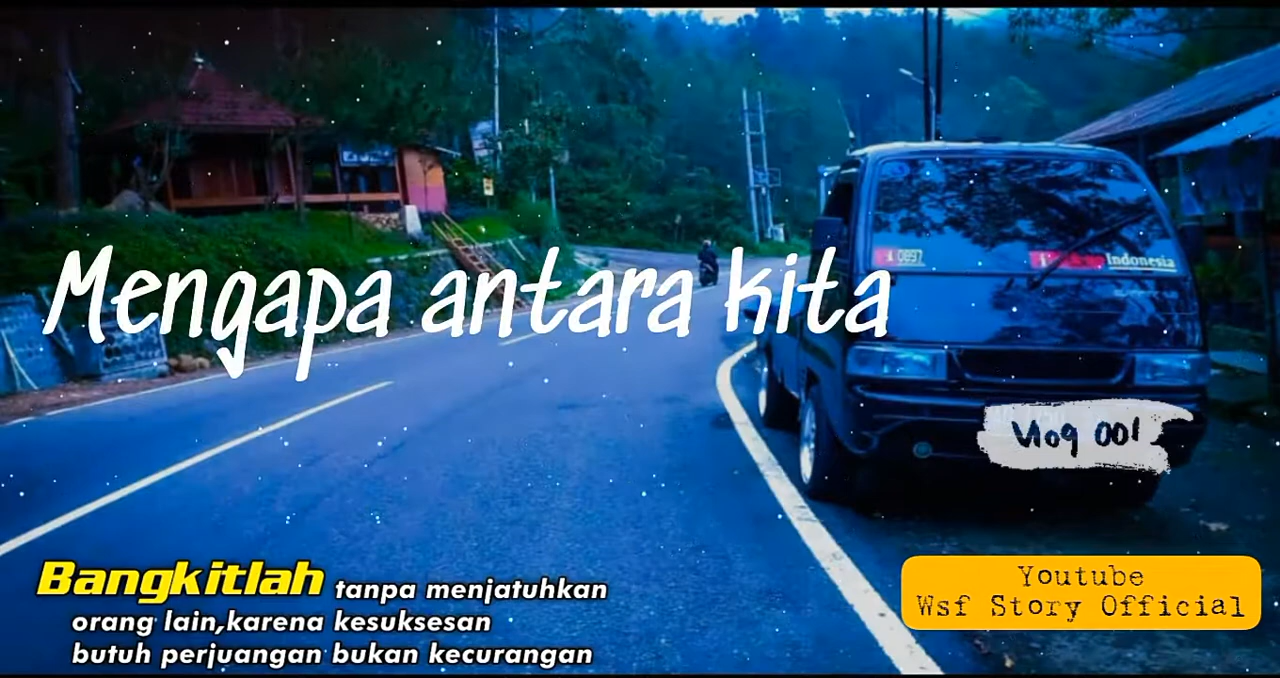 Mengapa antara kita
0897
Indonesia
Vlog 001
Youtube
Wsf Story Official
Bangkitlah tanpa menjatuhkan
orang lain,karena kesuksesan
butuh perjuangan bukan kecurangan